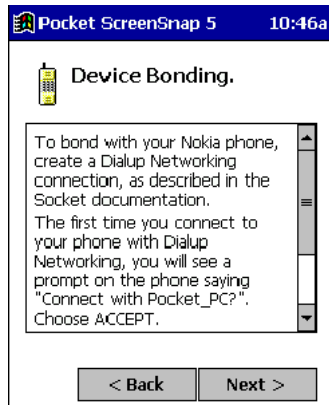 Pocket ScreenSnap 5 10:46a
Device Bonding.
To bond with your Nokia phone,
create a Dialup Networking
connection, as described in the
Socket documentation.
The first time you connect to
your phone with Dialup
Networking, you will see a
prompt on the phone saying
"Connect with Pocket_PC?".
Choose ACCEPT.
< Back Next >